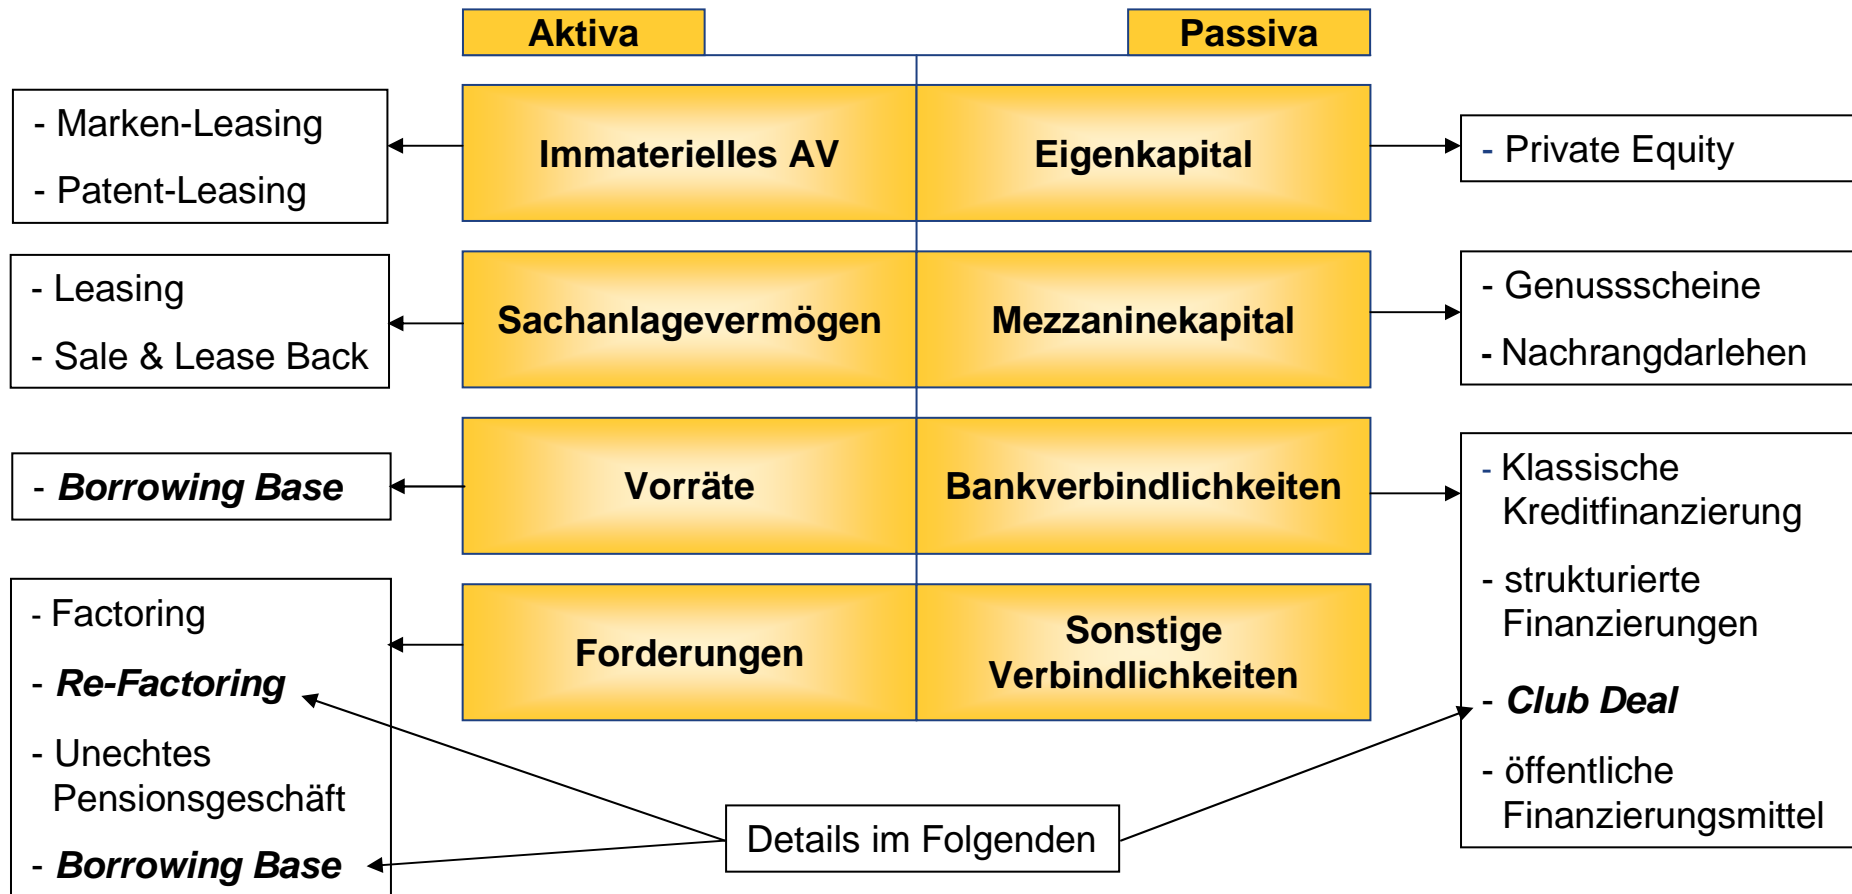 Aktiva
Passiva
- Marken-Leasing
- Patent-Leasing
Immaterielles AV
Eigenkapital
- Private Equity
- Leasing
- Sale & Lease Back
Sachanlagevermögen
Mezzaninekapital
- Genussscheine
- Nachrangdarlehen
-
- Borrowing Base
Vorräte
Bankverbindlichkeiten
- Klassische
Kreditfinanzierung
- strukturierte
Finanzierungen
- Club Deal
- öffentliche
Finanzierungsmittel
- Factoring
- Re-Factoring
- Unechtes
Pensionsgeschäft
- Borrowing Base
Forderungen
Sonstige
Verbindlichkeiten
Details im Folgenden